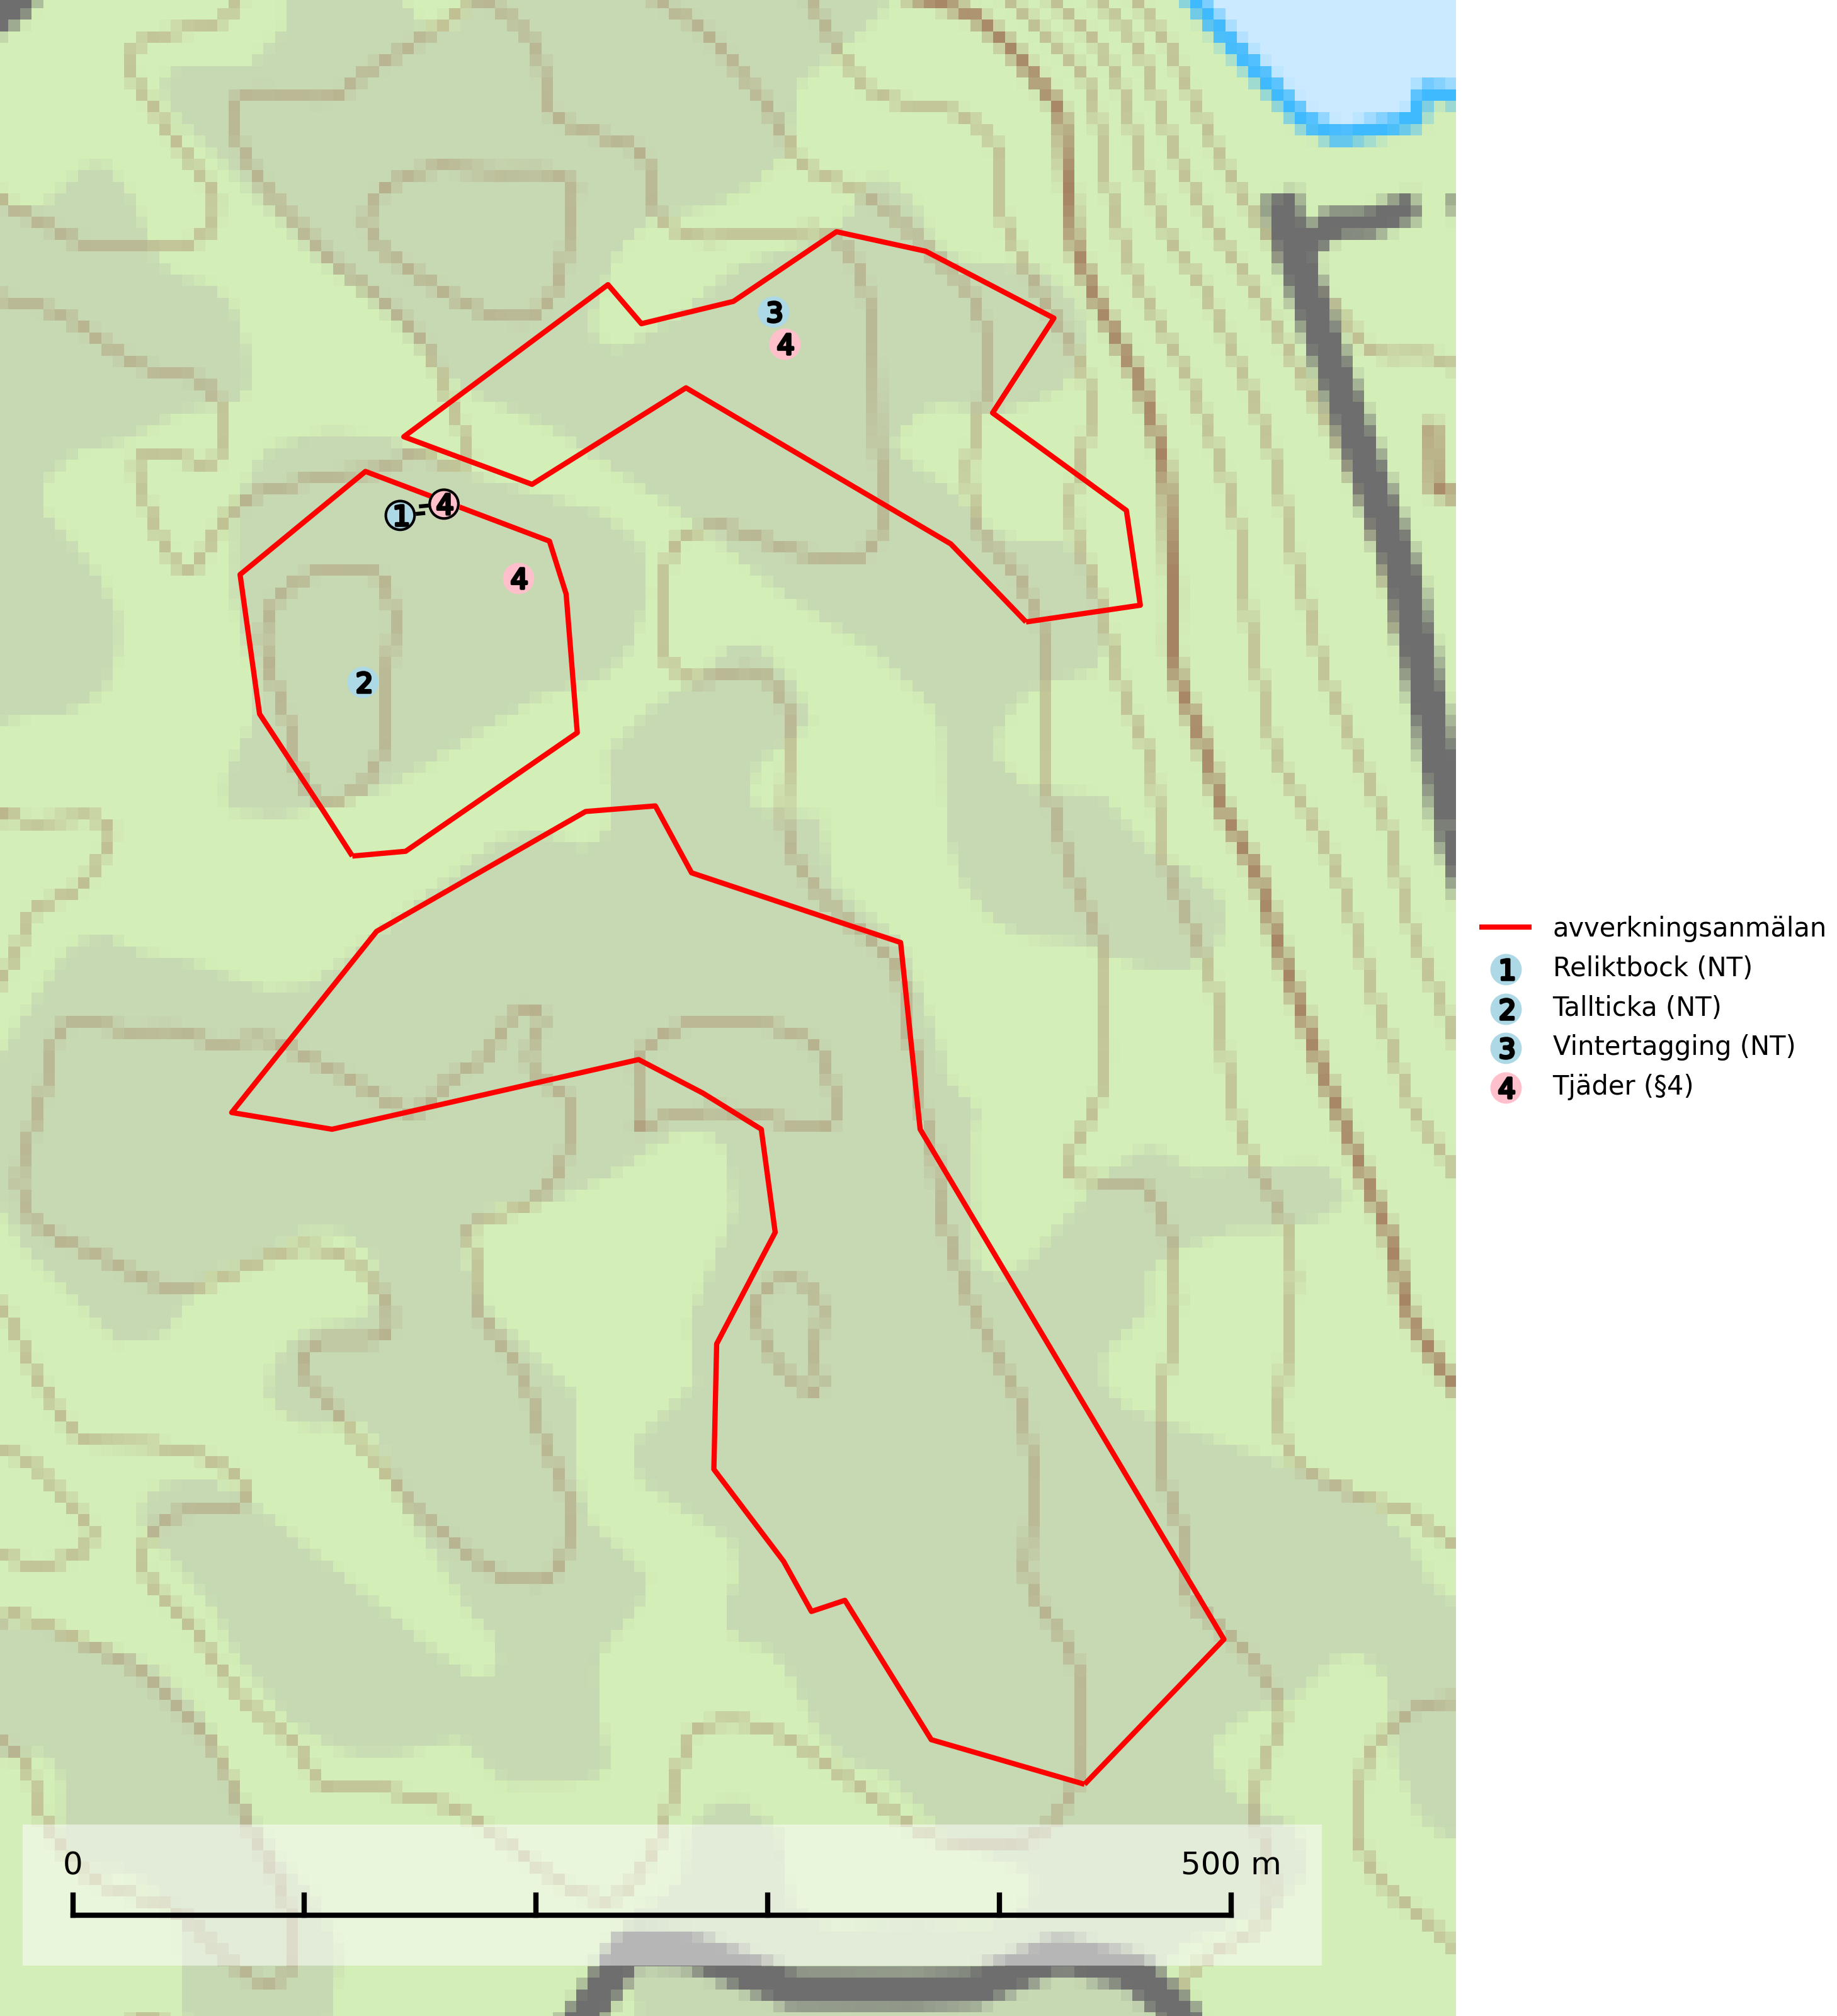 3
4
1 4
4
2
avverkningsanmälan
1 Reliktbock (NT)
2 Tallticka (NT)
3 Vintertagging (NT)
4 Tjäder (§4)
0 500 m